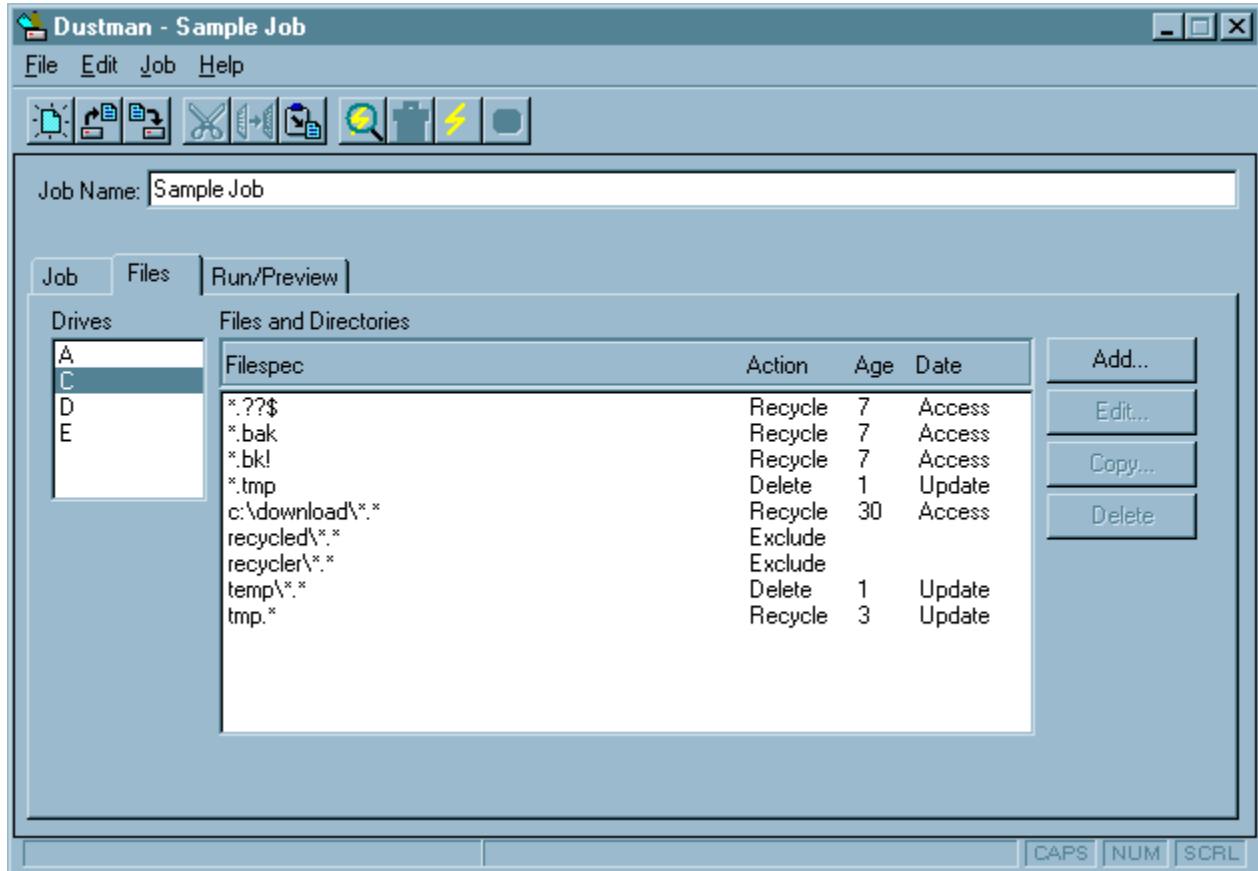 Dustman - Sample Job
File Edit Job Help
Job Name: Sample Job
Job Files Run/Preview
Drives Files and Directories
A
C
D
E
Filespec Action Age Date
*.??$ Recycle 7 Access
*.bak Recycle 7 Access
*.bk! Recycle 7 Access
*.tmp Delete 1 Update
c:\download\*.* Recycle 30 Access
recycled\*.* Exclude
recycler\*.* Exclude
temp\*.* Delete 1 Update
tmp.* Recycle 3 Update
Add...
Edit...
Copy...
Delete
CAPS NUM SCRL